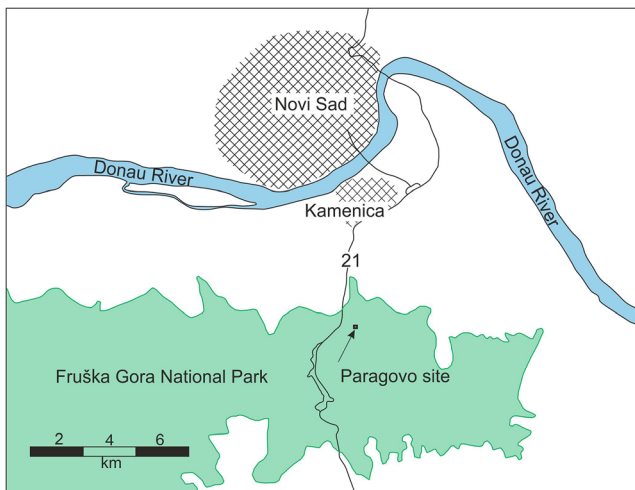 Novi Sad
Donau River
Donau River
Kamenica
21
Fruška Gora National Park
Paragovo site
2 4 6
km